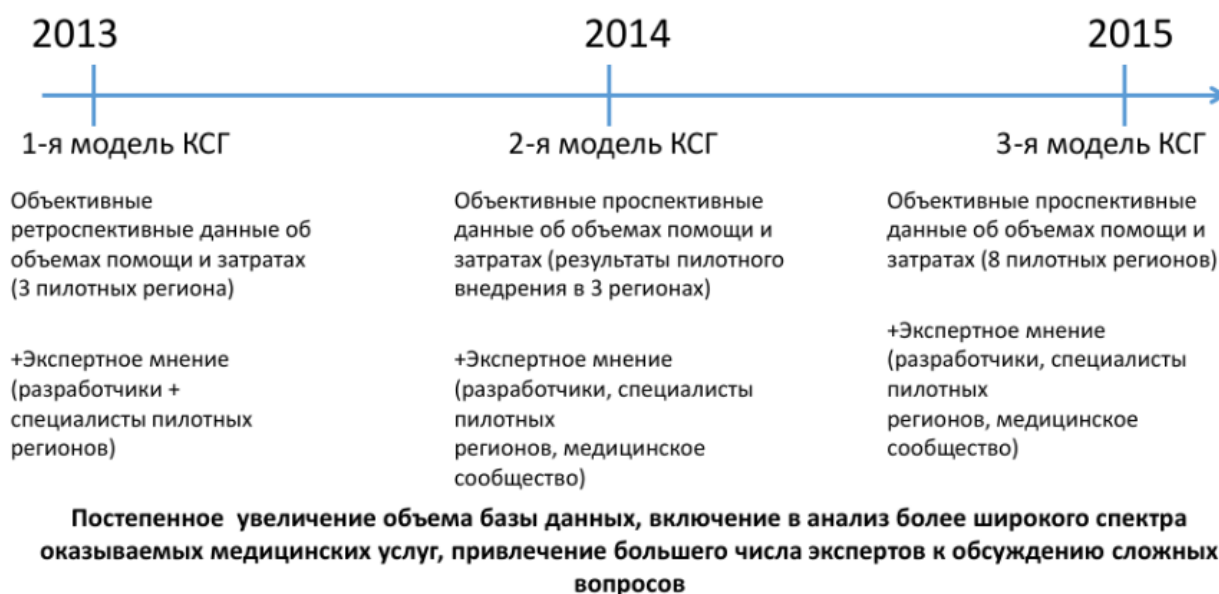 2013
2014
2015
1-я модель КСГ
2-я модель КСГ
3-я модель КСГ
Объективные
ретроспективные данные об
объемах помощи и затратах
(3 пилотных региона)
+Экспертное мнение
(разработчики +
специалисты пилотных
регионов)
Объективные проспективные
данные об объемах помощи и
затратах (результаты пилотного
внедрения в 3 регионах)
+Экспертное мнение
(разработчики, специалисты
пилотных
регионов, медицинское
сообщество)
Объективные проспективные
данные об объемах помощи и
затратах (8 пилотных регионов)
+Экспертное мнение
(разработчики, специалисты
пилотных
регионов, медицинское
сообщество)
Постепенное увеличение объема базы данных, включение в анализ более широкого спектра
оказываемых медицинских услуг, привлечение большего числа экспертов к обсуждению сложных
вопросов